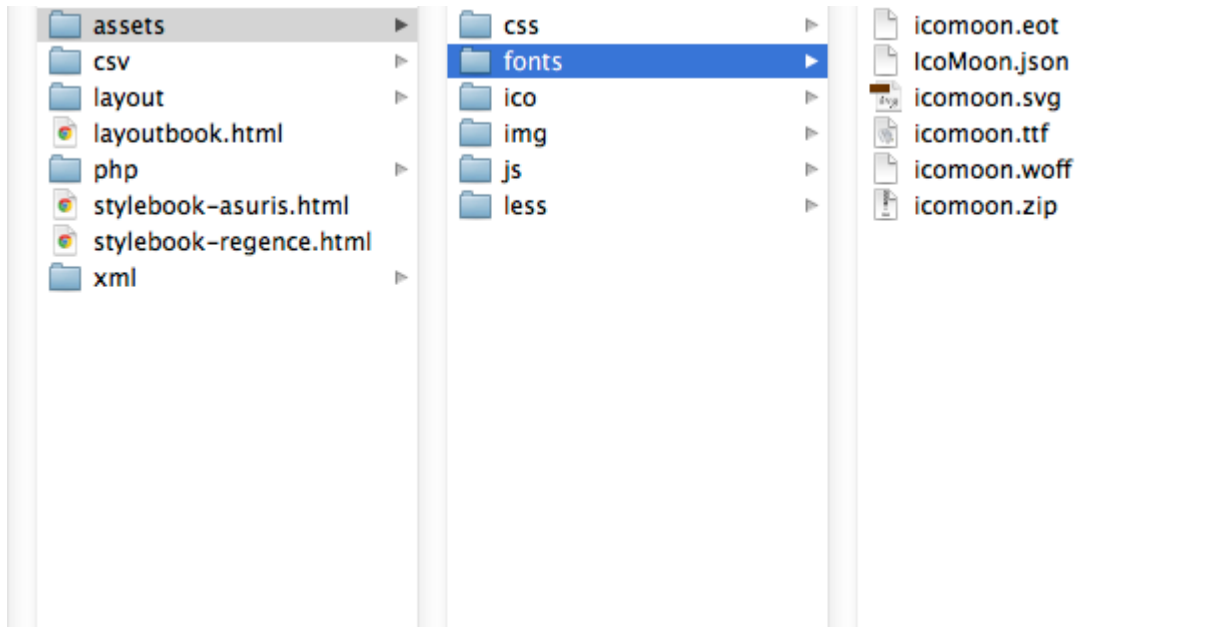 assets
csv
layout
layoutbook.html
php
stylebook-asuris.html
stylebook-regence.html
xml
css
fonts
ico
img
js
less
icomoon.eot
IcoMoon.json
icomoon.svg
icomoon.ttf
icomoon.woff
icomoon.zip